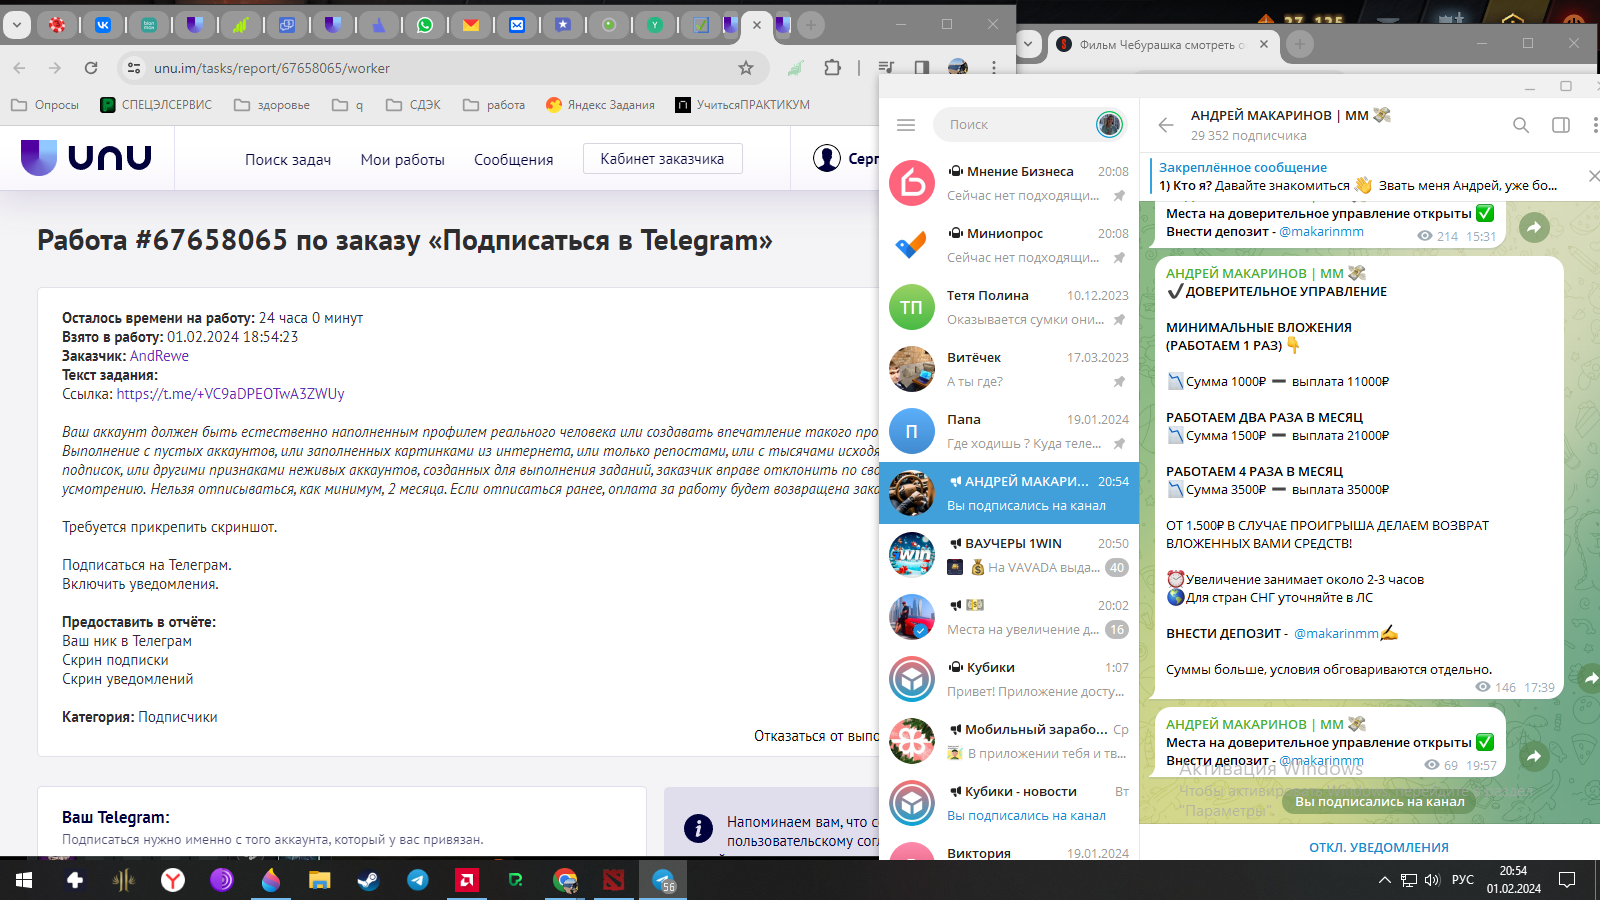 27 125
Фильм Чебурашка смотреть о
unu.im/tasks/report/67658065/worker
Опросы
СПЕЦЭЛСЕРВИС
здоровье
q
СДЭК
работа
Яндекс Задания
УчитьсяПРАКТИКУМ
unu
Поиск задач
Мои работы
Сообщения
Кабинет заказчика
Серг
Работа #67658065 по заказу «Подписаться в Telegram»
Осталось времени на работу: 24 часа 0 минут
Взято в работу: 01.02.2024 18:54:23
Заказчик: AndRewe
Текст задания:
Ссылка: https://t.me/+VC9aDPEOTwA3ZWUy
Ваш аккаунт должен быть естественно наполненным профилем реального человека или создавать впечатление такого про
Выполнение с пустых аккаунтов, или заполненных картинками из интернета, или только репостами, или с тысячами исходя
подписок, или другими признаками неживых аккаунтов, созданных для выполнения заданий, заказчик вправе отклонить по сво
усмотрению. Нельзя отписываться, как минимум, 2 месяца. Если отписаться ранее, оплата за работу будет возвращена зака
Требуется прикрепить скриншот.
Подписаться на Телеграм.
Включить уведомления.
Предоставить в отчёте:
Ваш ник в Телеграм
Скрин подписки
Скрин уведомлений
Категория: Подписчики
Отказаться от выпо
Ваш Telegram:
Подписаться нужно именно с того аккаунта, который у вас привязан.
Напоминаем вам, что со
пользовательскому согл
Поиск
Мнение Бизнеса 20:08
Сейчас нет подходящи...
Миниопрос 20:08
Сейчас нет подходящи...
ТП
Тетя Полина 10.12.2023
Оказывается сумки они...
Витёчек 17.03.2023
А ты где?
П
Папа 19.01.2024
Где ходишь ? Куда теле...
АНДРЕЙ МАКАРИ... 20:54
Вы подписались на канал
win
ВАУЧЕРЫ 1WIN 20:50
На VAVADA выда... 40
20:02
Места на увеличение д... 16
Кубики 1:07
Привет! Приложение досту...
Мобильный зарабо... Ср
В приложении тебя и тв...
Кубики - новости Вт
Вы подписались на канал
Виктория 19.01.2024
АНДРЕЙ МАКАРИНОВ | ММ
29 352 подписчика
Закреплённое сообщение
1) Кто я? Давайте знакомиться Звать меня Андрей, уже бо...
Места на доверительное управление открыты
Внести депозит - @makarinmm
214 15:31
АНДРЕЙ МАКАРИНОВ | ММ
ДОВЕРИТЕЛЬНОЕ УПРАВЛЕНИЕ
МИНИМАЛЬНЫЕ ВЛОЖЕНИЯ
(РАБОТАЕМ 1 РАЗ)
Сумма 1000₽ ➖ выплата 11000₽
РАБОТАЕМ ДВА РАЗА В МЕСЯЦ
Сумма 1500₽ ➖ выплата 21000₽
РАБОТАЕМ 4 РАЗА В МЕСЯЦ
Сумма 3500₽ ➖ выплата 35000₽
ОТ 1.500₽ В СЛУЧАЕ ПРОИГРЫША ДЕЛАЕМ ВОЗВРАТ
ВЛОЖЕННЫХ ВАМИ СРЕДСТВ!
Увеличение занимает около 2-3 часов
Для стран СНГ уточняйте в ЛС
ВНЕСТИ ДЕПОЗИТ - @makarinmm
Суммы больше, условия обговариваются отдельно.
146 17:39
АНДРЕЙ МАКАРИНОВ | ММ
Места на доверительное управление открыты
Внести депозит - @makarinmm
69 19:57
Активация Windows
Чтобы активировать Windows, перейдите в раздел
"Параметры".
Вы подписались на канал
ОТКЛ. УВЕДОМЛЕНИЯ
56
РУС
20:54
01.02.2024